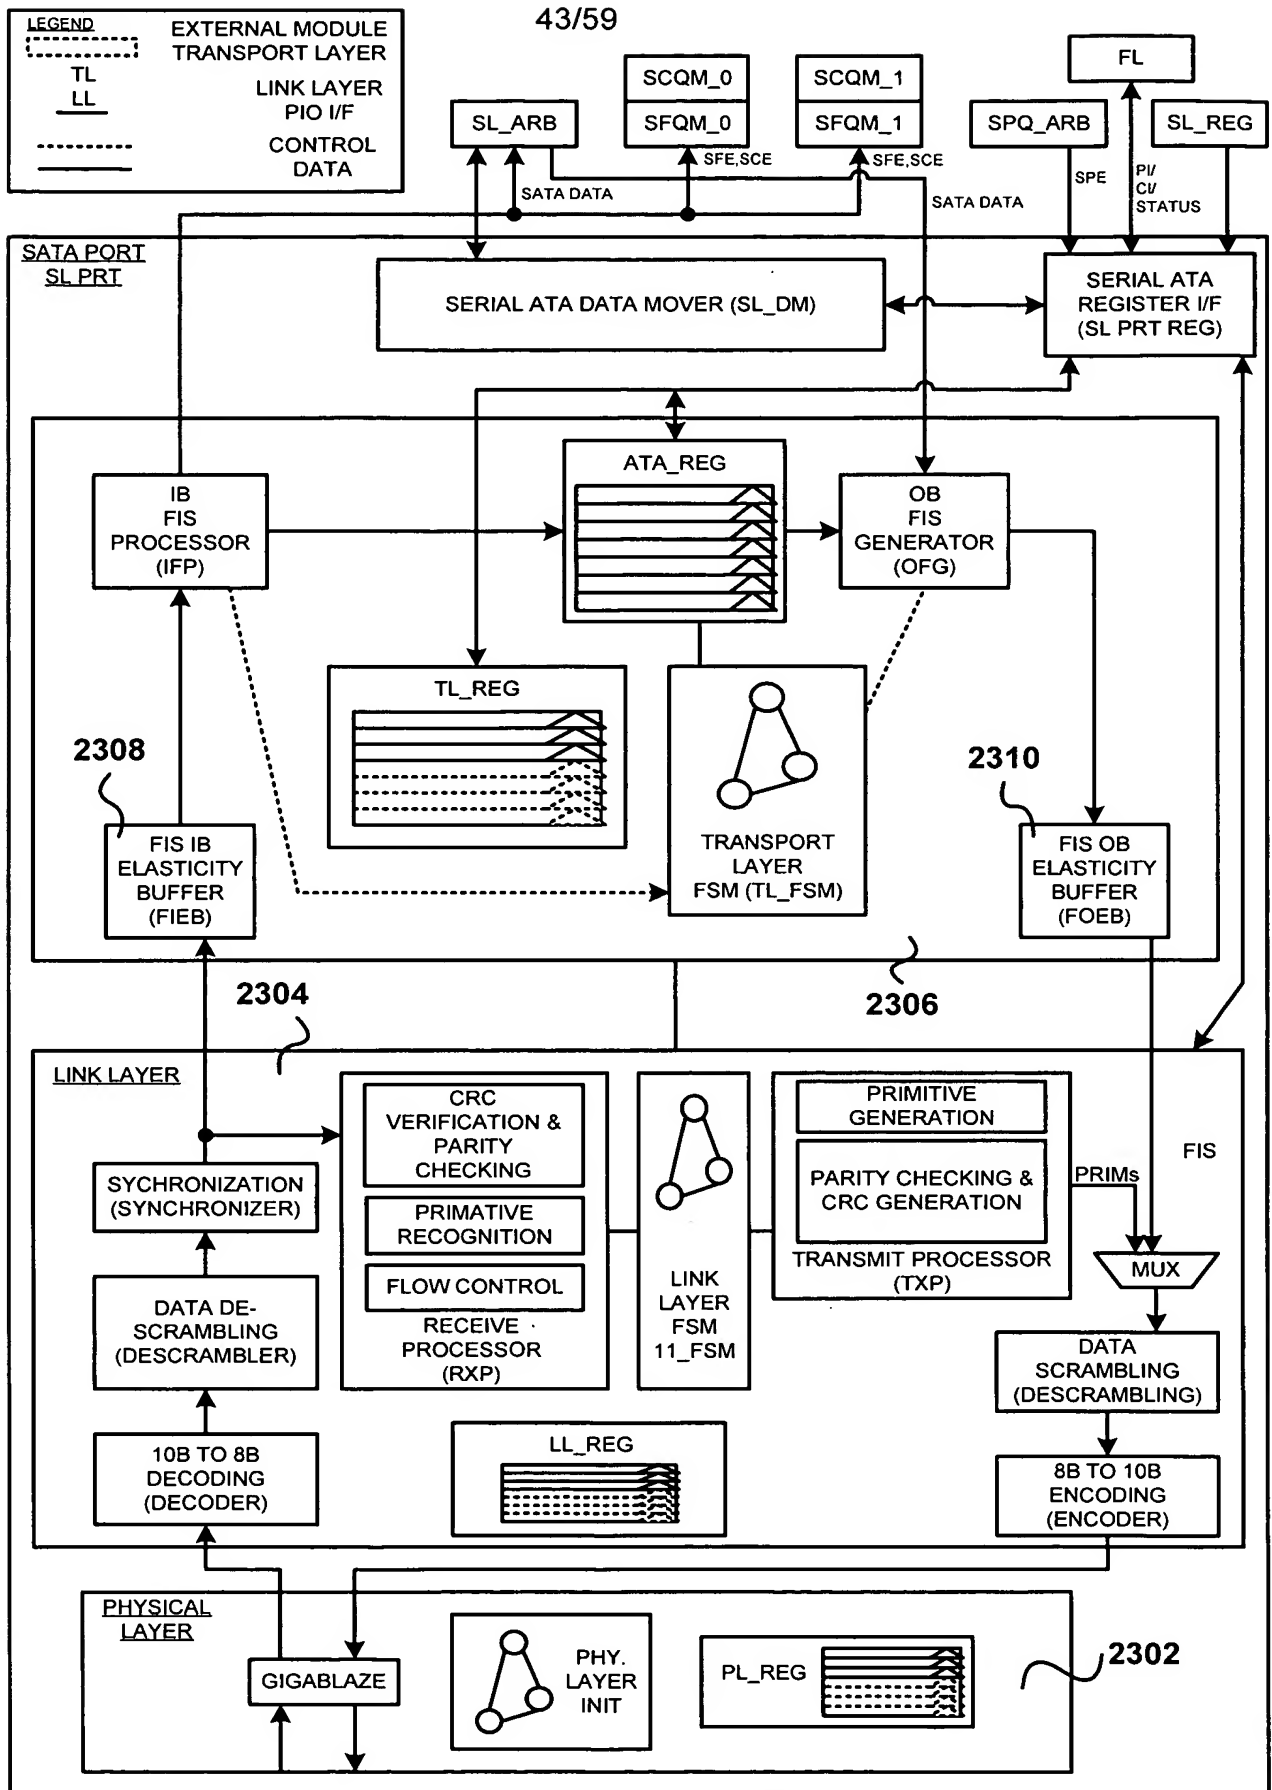 43/59
LEGEND
EXTERNAL MODULE
TRANSPORT LAYER
TL
LL
LINK LAYER
PIO I/F
CONTROL
DATA
SL_ARB
SCQM_0
SFQM_0
SCQM_1
SFQM_1
FL
SPQ_ARB
SL_REG
SFE,SCE
SFE,SCE
SATA DATA
SATA DATA
SPE
PI/
CI/
STATUS
SATA PORT
SL PRT
SERIAL ATA DATA MOVER (SL_DM)
SERIAL ATA
REGISTER I/F
(SL PRT REG)
IB
FIS
PROCESSOR
(IFP)
ATA_REG
OB
FIS
GENERATOR
(OFG)
TL_REG
TRANSPORT
LAYER
FSM (TL_FSM)
2308
FIS IB
ELASTICITY
BUFFER
(FIEB)
2310
FIS OB
ELASTICITY
BUFFER
(FOEB)
2304
2306
LINK LAYER
CRC
VERIFICATION &
PARITY
CHECKING
PRIMATIVE
RECOGNITION
FLOW CONTROL
RECEIVE
PROCESSOR
(RXP)
LINK
LAYER
FSM
11_FSM
PRIMITIVE
GENERATION
PARITY CHECKING &
CRC GENERATION
TRANSMIT PROCESSOR
(TXP)
PRIMs
FIS
MUX
SYCHRONIZATION
(SYNCHRONIZER)
DATA DE-
SCRAMBLING
(DESCRAMBLER)
10B TO 8B
DECODING
(DECODER)
LL_REG
DATA
SCRAMBLING
(DESCRAMBLING)
8B TO 10B
ENCODING
(ENCODER)
PHYSICAL
LAYER
GIGABLAZE
PHY.
LAYER
INIT
PL_REG
2302